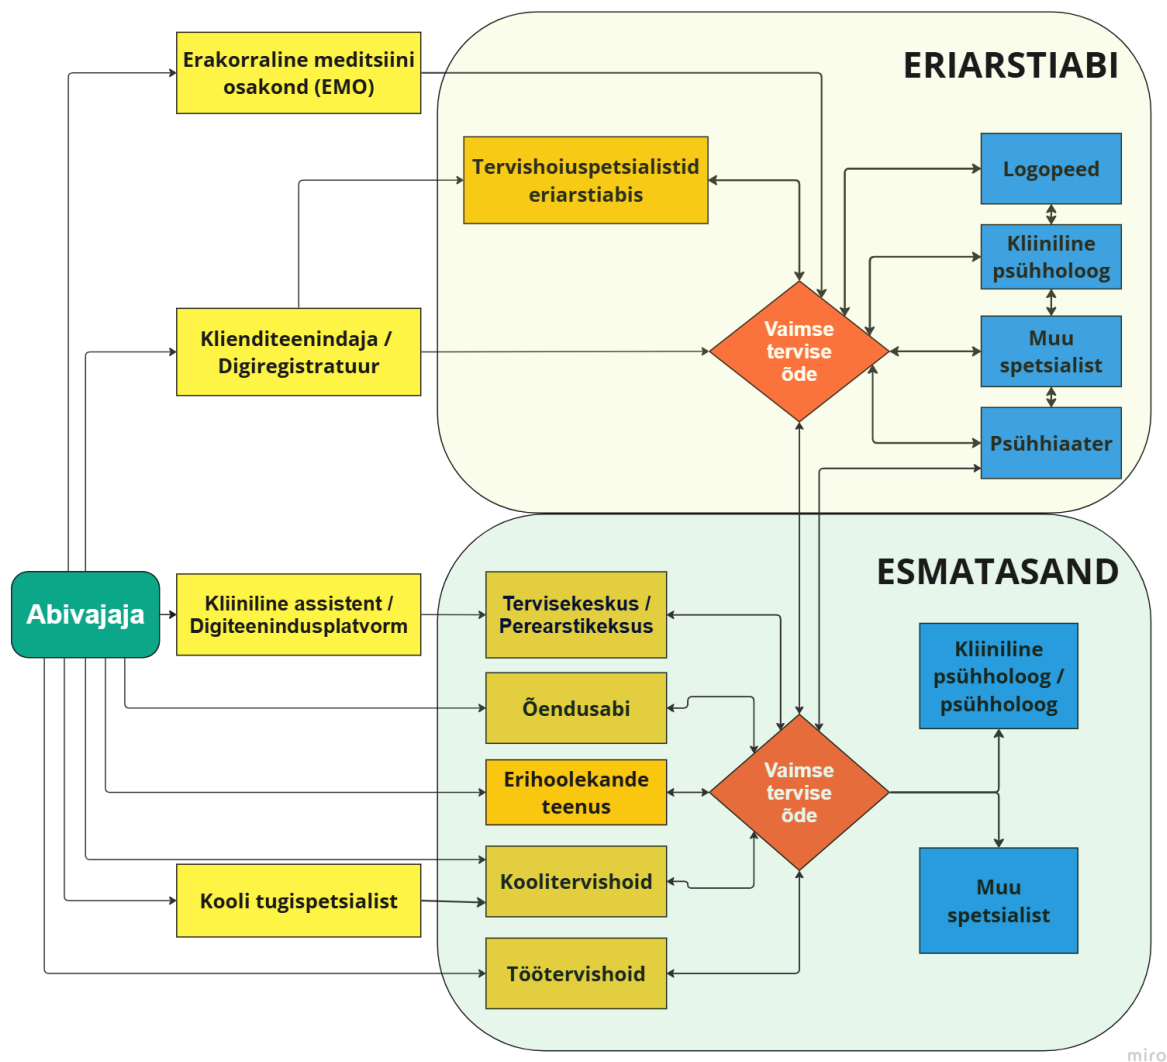 Erakorraline meditsiini
osakond (EMO)
ERIARSTIABI
Tervishoiuspetsialistid
eriarstiabis
Logopeed
Kliiniline
psühholoog
Klienditeenindaja /
Digiregistratuur
Vaimse
tervise
õde
Muu
spetsialist
Psühhiaater
ESMATASAND
Abivajaja
Kliiniline assistent /
Digiteenindusplatvorm
Tervisekeskus /
Perearstikeksus
Kliiniline
psühholoog /
psühholoog
Õendusabi
Erihoolekande
teenus
Vaimse
tervise
õde
Kooli tugispetsialist
Koolitervishoid
Muu
spetsialist
Töötervishoid
miro